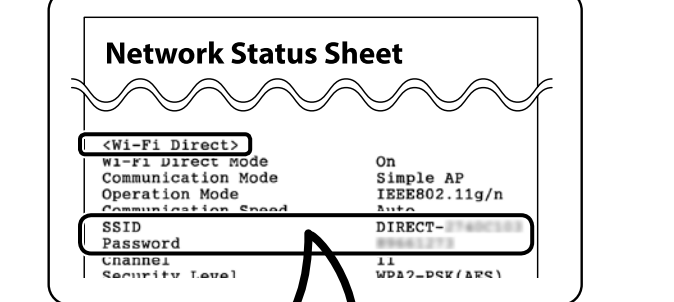 Network Status Sheet
<Wi-Fi Direct>
Wi-Fi Direct Mode On
Communication Mode Simple AP
Operation Mode IEEE802.11g/n
Communication Speed Auto
SSID DIRECT-
Password
Channel 11
Security Level WPA2-PSK(AES)